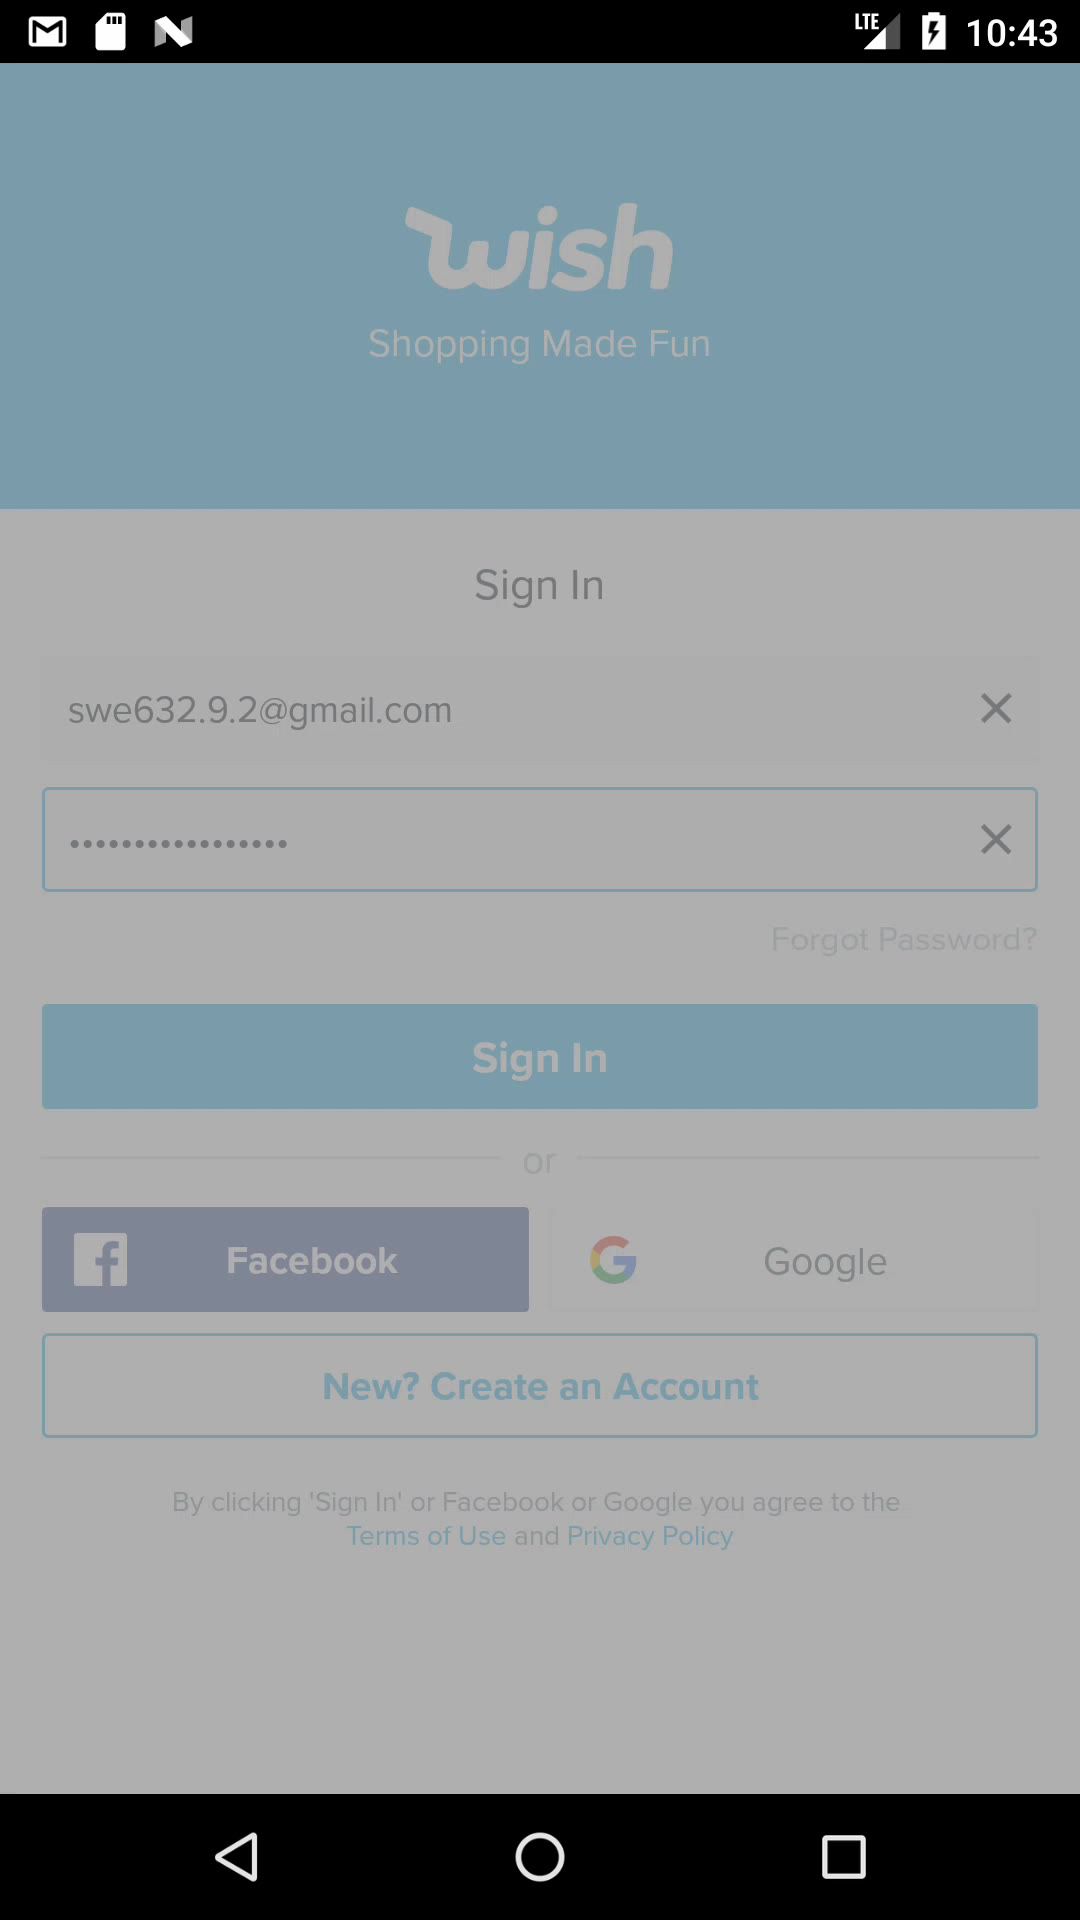 LTE 10:43
wish
Shopping Made Fun
Sign In
swe632.9.2@gmail.com
•••••••••••••••••
Forgot Password?
Sign In
or
Facebook
Google
New? Create an Account
By clicking 'Sign In' or Facebook or Google you agree to the
Terms of Use and Privacy Policy